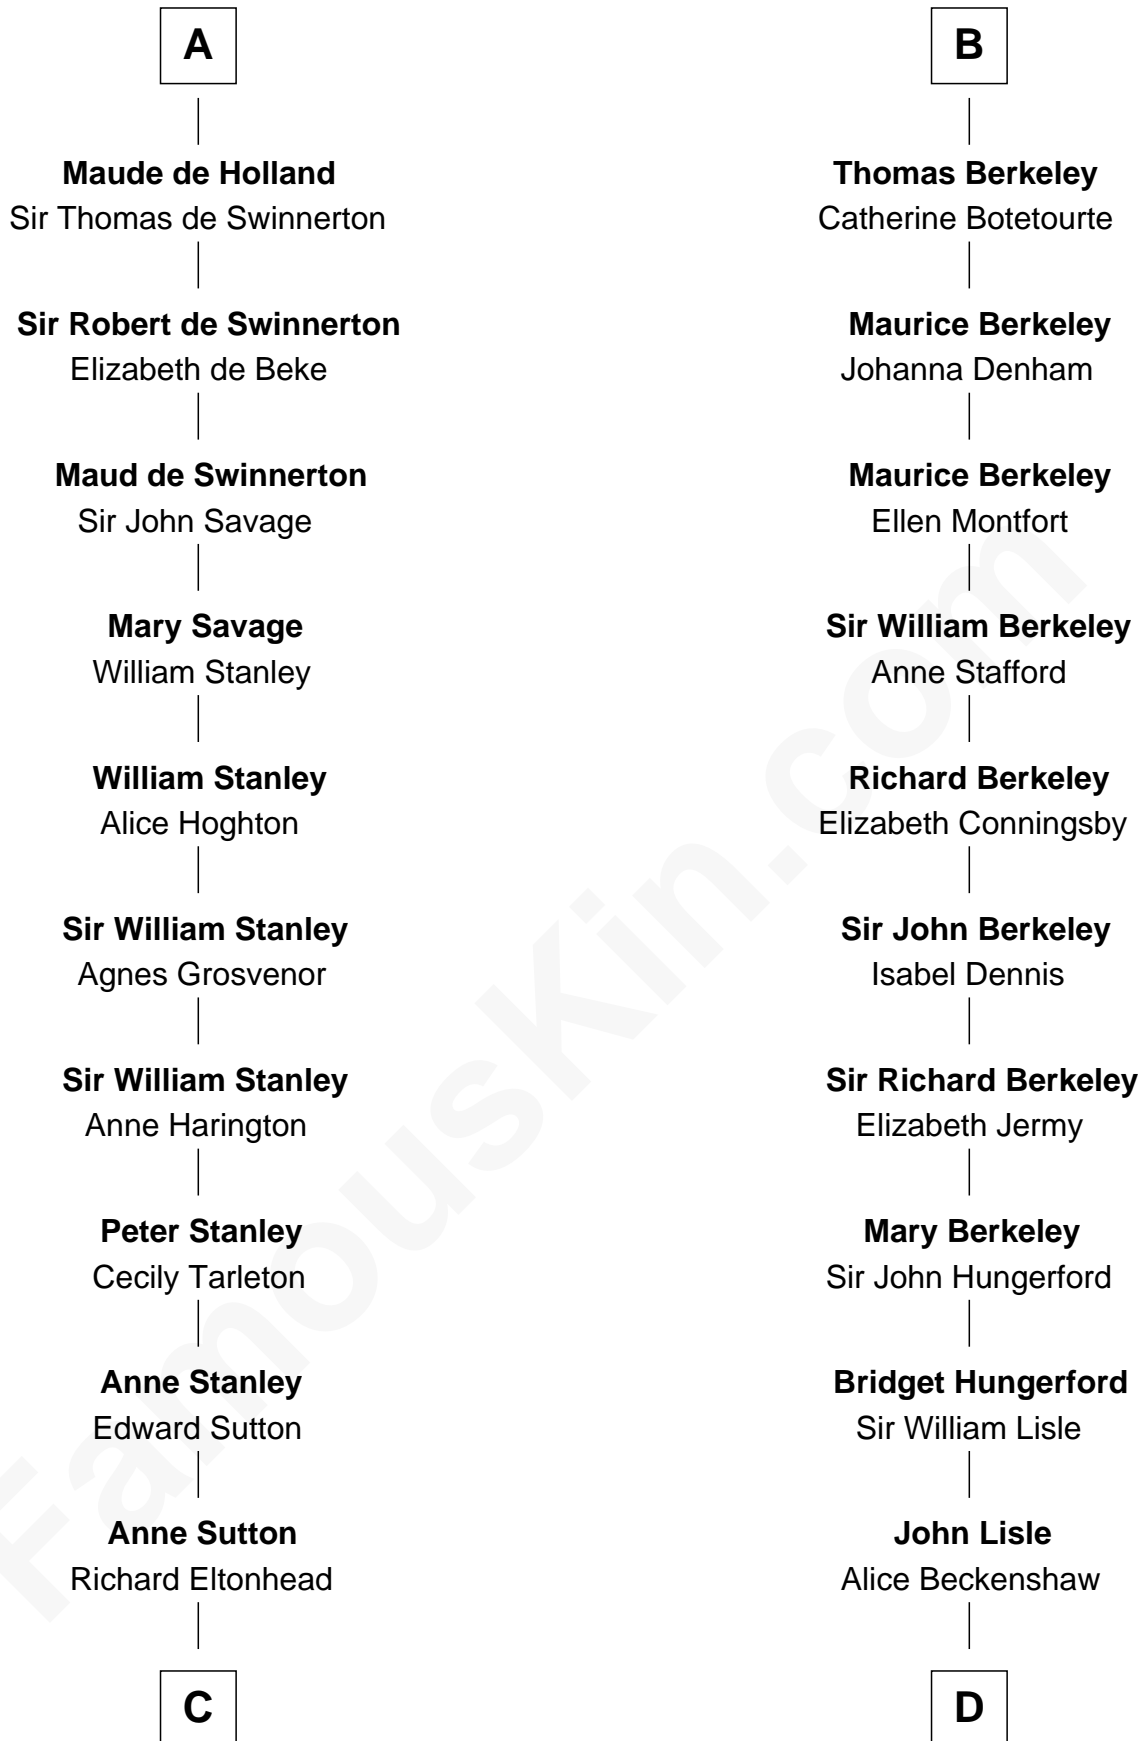 A
Maude de Holland
Sir Thomas de Swinnerton
Sir Robert de Swinnerton
Elizabeth de Beke
Maud de Swinnerton
Sir John Savage
Mary Savage
William Stanley
William Stanley
Alice Hoghton
Sir William Stanley
Agnes Grosvenor
Sir William Stanley
Anne Harington
Peter Stanley
Cecily Tarleton
Anne Stanley
Edward Sutton
Anne Sutton
Richard Eltonhead
C
B
Thomas Berkeley
Catherine Botetourte
Maurice Berkeley
Johanna Denham
Maurice Berkeley
Ellen Montfort
Sir William Berkeley
Anne Stafford
Richard Berkeley
Elizabeth Conningsby
Sir John Berkeley
Isabel Dennis
Sir Richard Berkeley
Elizabeth Jermy
Mary Berkeley
Sir John Hungerford
Bridget Hungerford
Sir William Lisle
John Lisle
Alice Beckenshaw
D
FamousKin.com